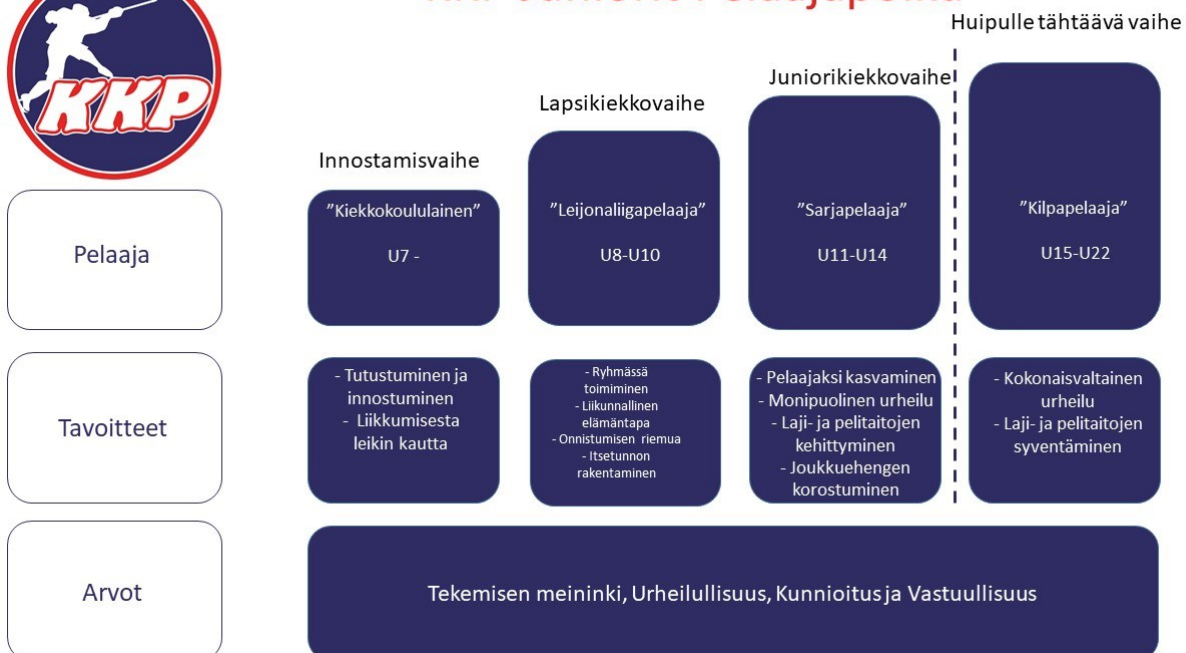 KKP Juniorit Pelaajapolku
Huipulle tähtäävä vaihe
Juniorikiekkovaihe
Lapsikiekkovaihe
Innostamisvaihe
KKP
Pelaaja
"Kiekkokoululainen"
U7 -
"Leijonaliigapelaaja"
U8-U10
"Sarjapelaaja"
U11-U14
"Kilpapelaaja"
U15-U22
Tavoitteet
- Tutustuminen ja
innostuminen
- Liikkumisesta
leikin kautta
- Ryhmässä
toimiminen
- Liikunnallinen
elämäntapa
- Onnistumisen riemua
- Itsetunnon
rakentaminen
- Pelaajaksi kasvaminen
- Monipuolinen urheilu
- Laji- ja pelitaitojen
kehittyminen
- Joukkuehengen
korostuminen
- Kokonaisvaltainen
urheilu
- Laji- ja pelitaitojen
syventäminen
Arvot
Tekemisen meininki, Urheilullisuus, Kunnioitus ja Vastuullisuus